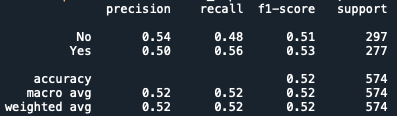 precision recall f1-score support
No 0.54 0.48 0.51 297
Yes 0.50 0.56 0.53 277
accuracy 0.52 574
macro avg 0.52 0.52 0.52 574
weighted avg 0.52 0.52 0.52 574